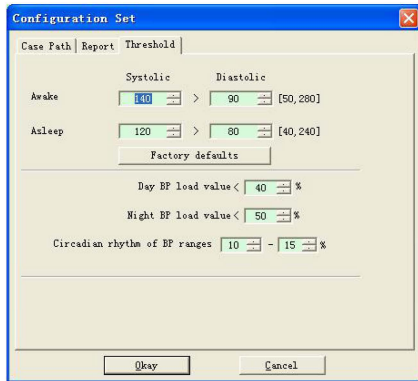 Configuration Set
Case Path Report Threshold
Systolic Diastolic
Awake 140 > 90 [50,280]
Asleep 120 > 80 [40,240]
Factory defaults
Day BP load value< 40 %
Night BP load value< 50 %
Circadian rhythm of BP ranges 10 - 15 %
Okay Cancel